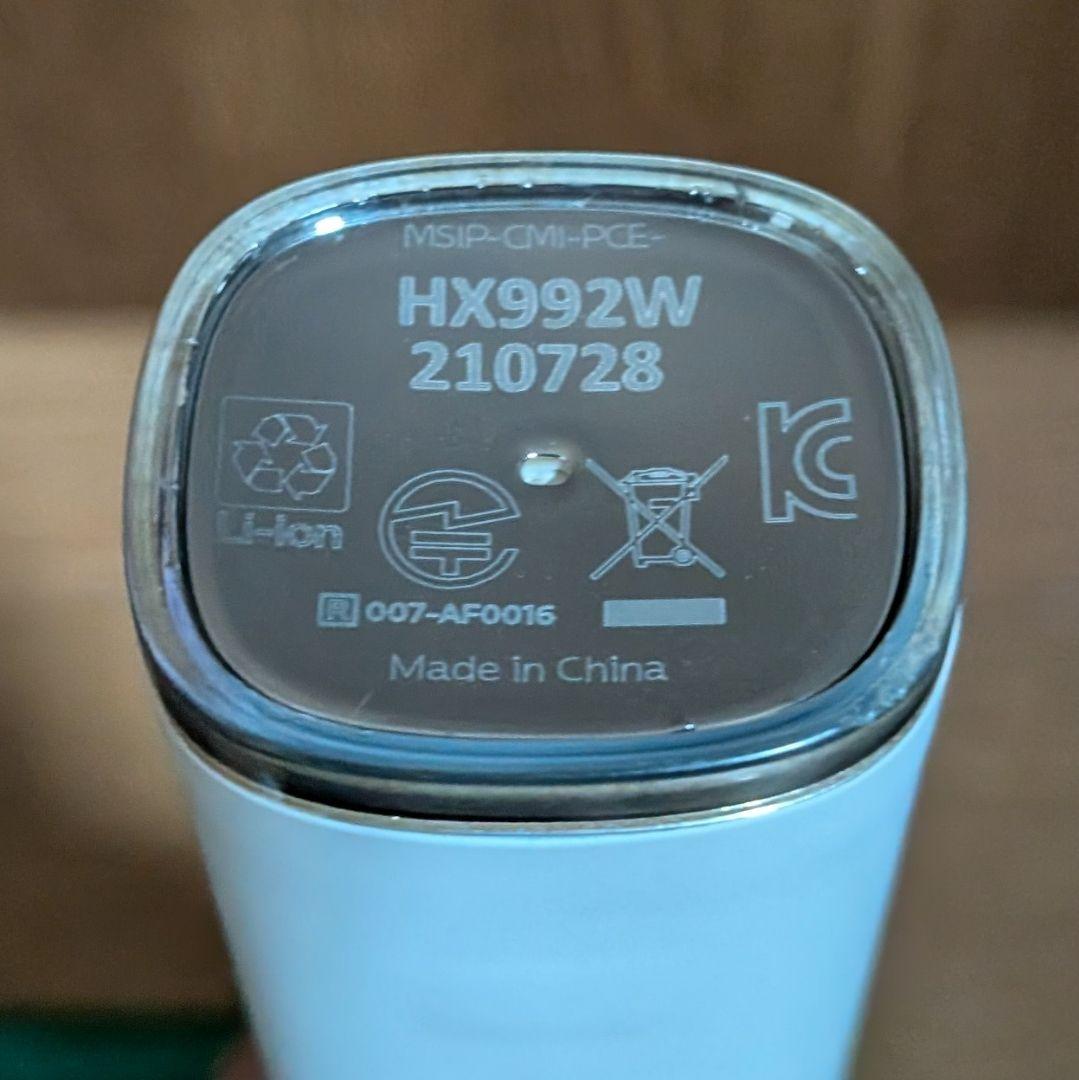 MSIP-CMI-PCE-
HX992W
210728
Li-ion
R 007-AF0016
Made in China